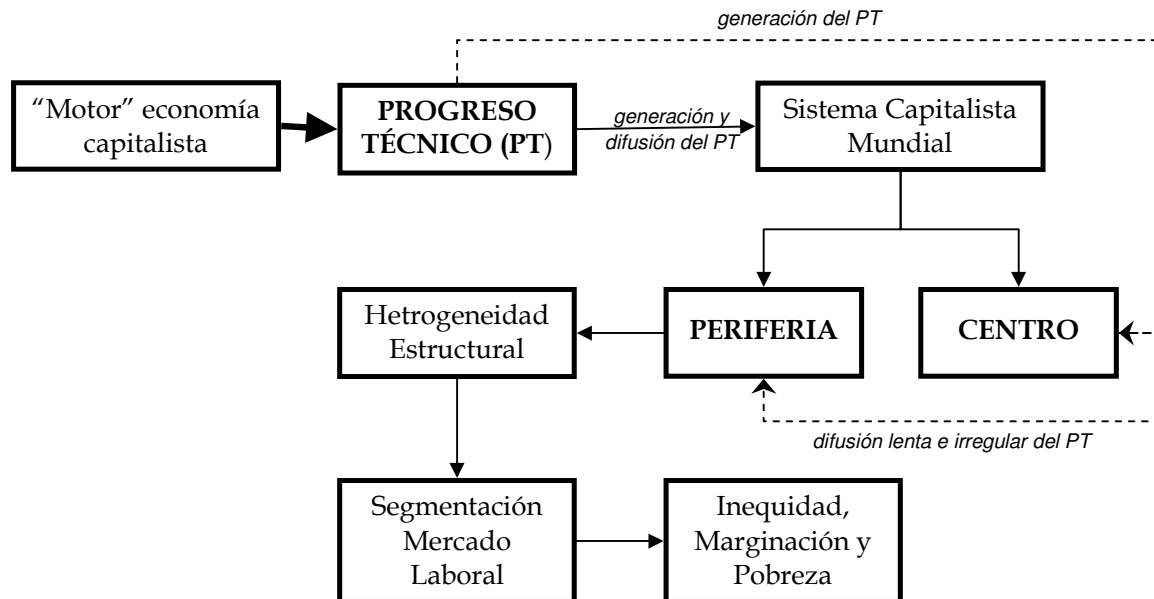 generación del PT
“Motor” economía
capitalista
PROGRESO
TÉCNICO (PT)
generación y
difusión del PT
Sistema Capitalista
Mundial
Hetrogeneidad
Estructural
PERIFERIA
CENTRO
difusión lenta e irregular del PT
Segmentación
Mercado
Laboral
Inequidad,
Marginación y
Pobreza